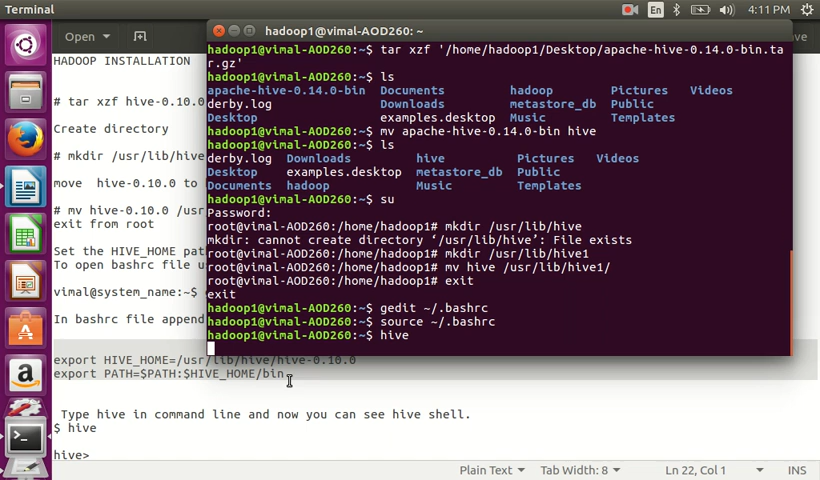 Terminal
En
4:11 PM
Open
hadoop1@vimal-AOD260: ~
HADOOP INSTALLATION
# tar xzf hive-0.10.0
Create directory
# mkdir /usr/lib/hive
move  hive-0.10.0 to
# mv hive-0.10.0 /usr
exit from root
Set the HIVE_HOME path
To open bashrc file u
vimal@system_name:~$
In bashrc file append
export HIVE_HOME=/usr/lib/hive/hive-0.10.0
export PATH=$PATH:$HIVE_HOME/bin
Type hive in command line and now you can see hive shell.
$ hive
hive>
hadoop1@vimal-AOD260:~$ tar xzf '/home/hadoop1/Desktop/apache-hive-0.14.0-bin.ta
r.gz'
hadoop1@vimal-AOD260:~$ ls
apache-hive-0.14.0-bin  Documents         hadoop        Pictures   Videos
derby.log               Downloads         metastore_db  Public
Desktop                 examples.desktop  Music         Templates
hadoop1@vimal-AOD260:~$ mv apache-hive-0.14.0-bin hive
hadoop1@vimal-AOD260:~$ ls
derby.log  Downloads         hive          Pictures   Videos
Desktop    examples.desktop  metastore_db  Public
Documents  hadoop            Music         Templates
hadoop1@vimal-AOD260:~$ su
Password:
root@vimal-AOD260:/home/hadoop1# mkdir /usr/lib/hive
mkdir: cannot create directory ‘/usr/lib/hive’: File exists
root@vimal-AOD260:/home/hadoop1# mkdir /usr/lib/hive1
root@vimal-AOD260:/home/hadoop1# mv hive /usr/lib/hive1/
root@vimal-AOD260:/home/hadoop1# exit
exit
hadoop1@vimal-AOD260:~$ gedit ~/.bashrc
hadoop1@vimal-AOD260:~$ source ~/.bashrc
hadoop1@vimal-AOD260:~$ hive
Plain Text
Tab Width: 8
Ln 22, Col 1
INS